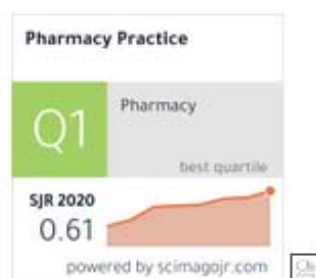 Pharmacy Practice
Q1
Pharmacy
best quartile
SJR 2020
0.61
powered by scimagojr.com